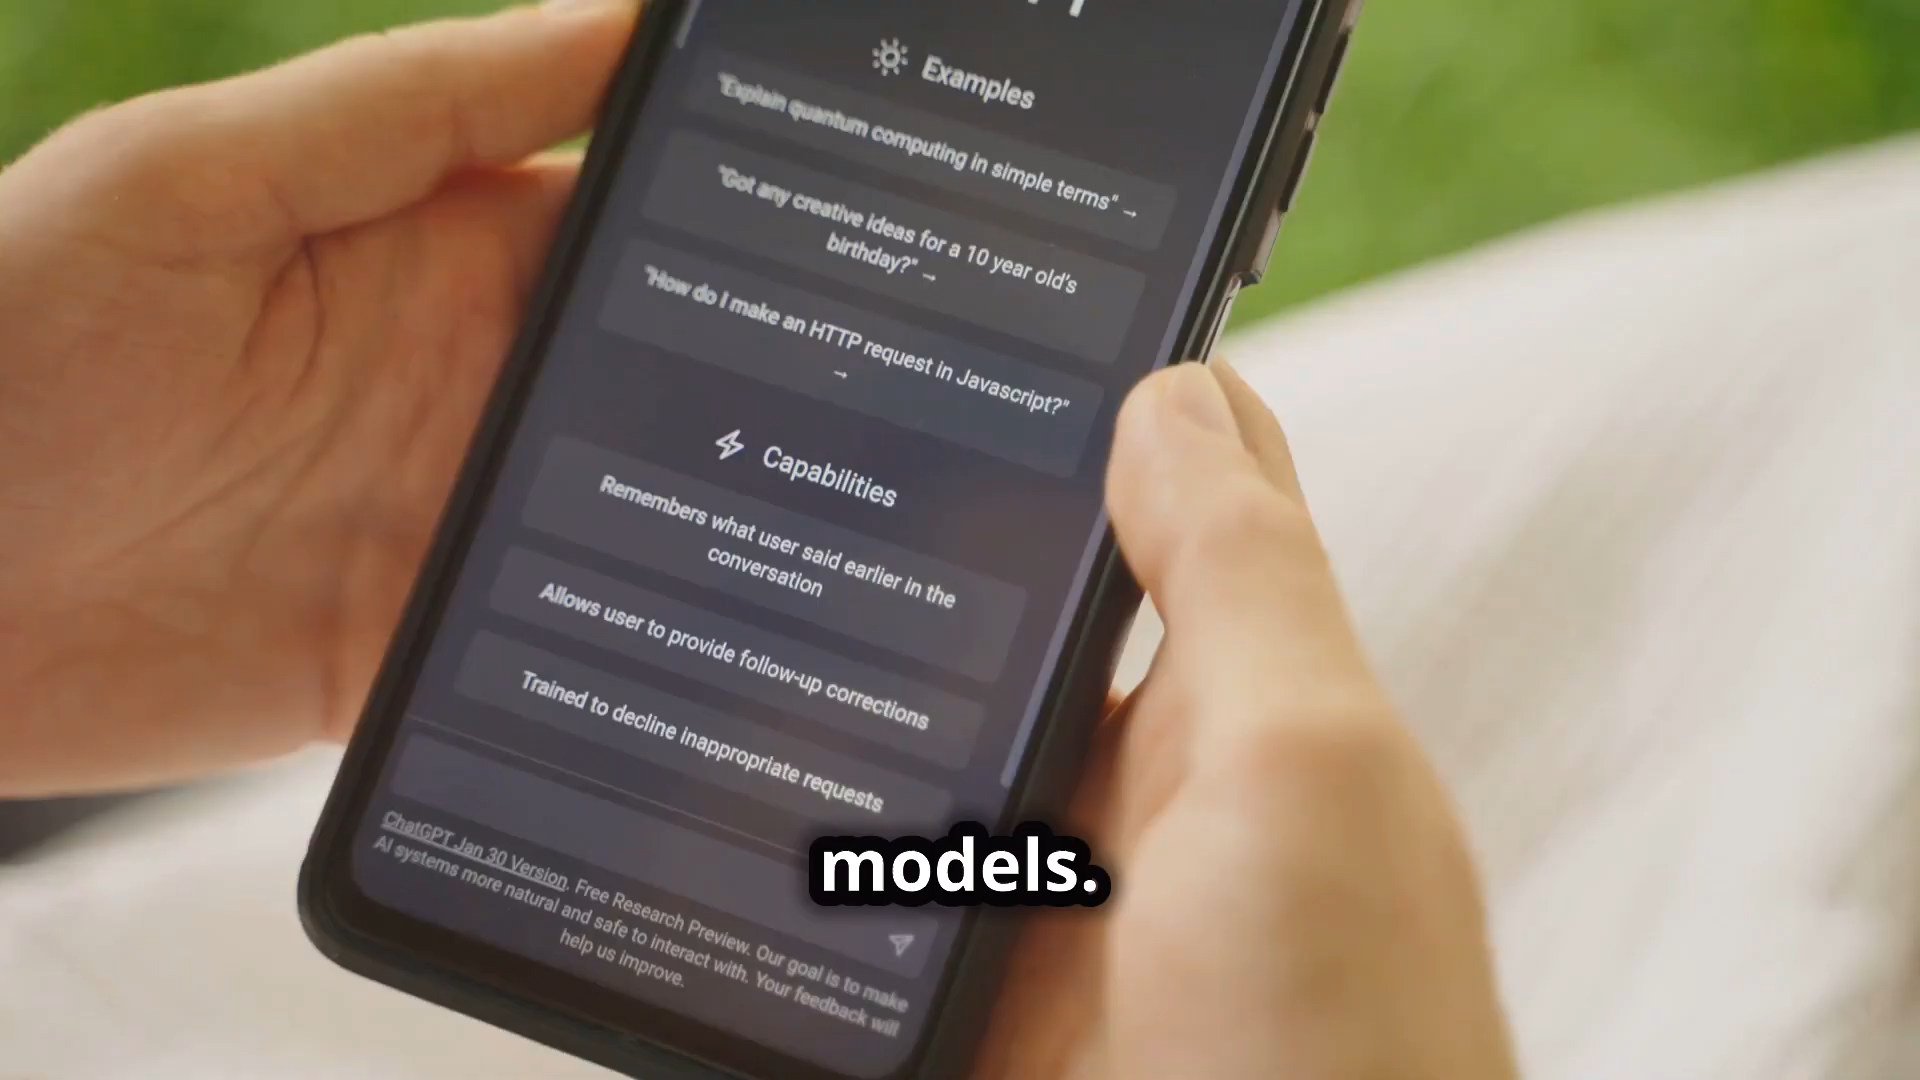 Examples
"Explain quantum computing in simple terms" →
"Got any creative ideas for a 10 year old's
birthday?" →
"How do I make an HTTP request in Javascript?"
→
Capabilities
Remembers what user said earlier in the
conversation
Allows user to provide follow-up corrections
Trained to decline inappropriate requests
models.
ChatGPT Jan 30 Version. Free Research Preview. Our goal is to make
AI systems more natural and safe to interact with. Your feedback will
help us improve.